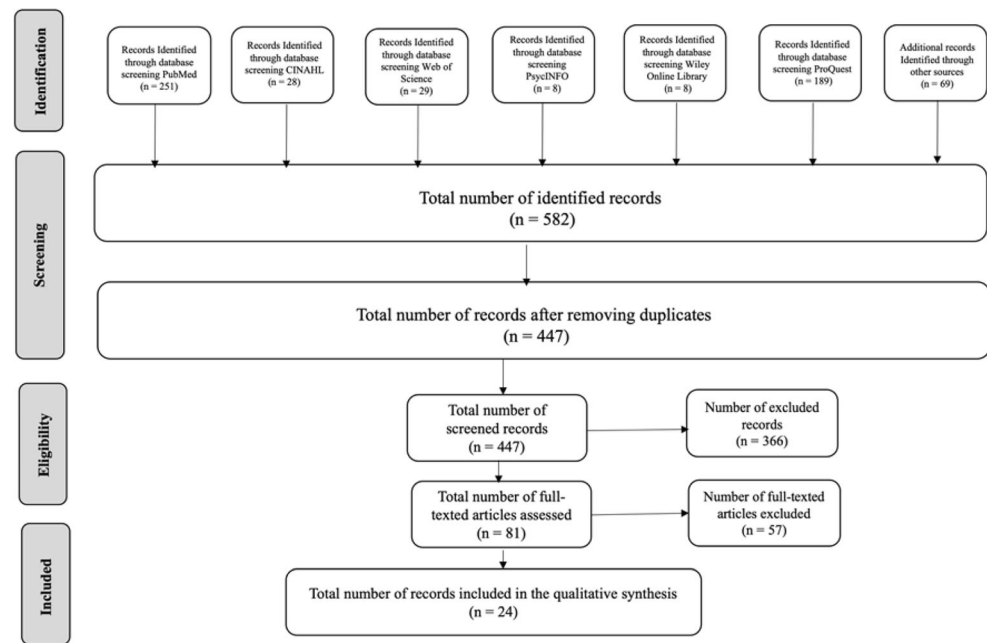 Identification
Records Identified
through database
screening PubMed
(n = 251)
Records Identified
through database
screening CINAHL
(n = 28)
Records Identified
through database
screening Web of
Science
(n = 29)
Records Identified
through database
screening
PsycINFO
(n = 8)
Records Identified
through database
screening Wiley
Online Library
(n = 8)
Records Identified
through database
screening ProQuest
(n = 189)
Additional records
Identified through
other sources
(n = 69)
Screening
Total number of identified records
(n = 582)
Total number of records after removing duplicates
(n = 447)
Eligibility
Total number of
screened records
(n = 447)
Number of excluded
records
(n = 366)
Total number of full-
texted articles assessed
(n = 81)
Number of full-texted
articles excluded
(n = 57)
Included
Total number of records included in the qualitative synthesis
(n = 24)